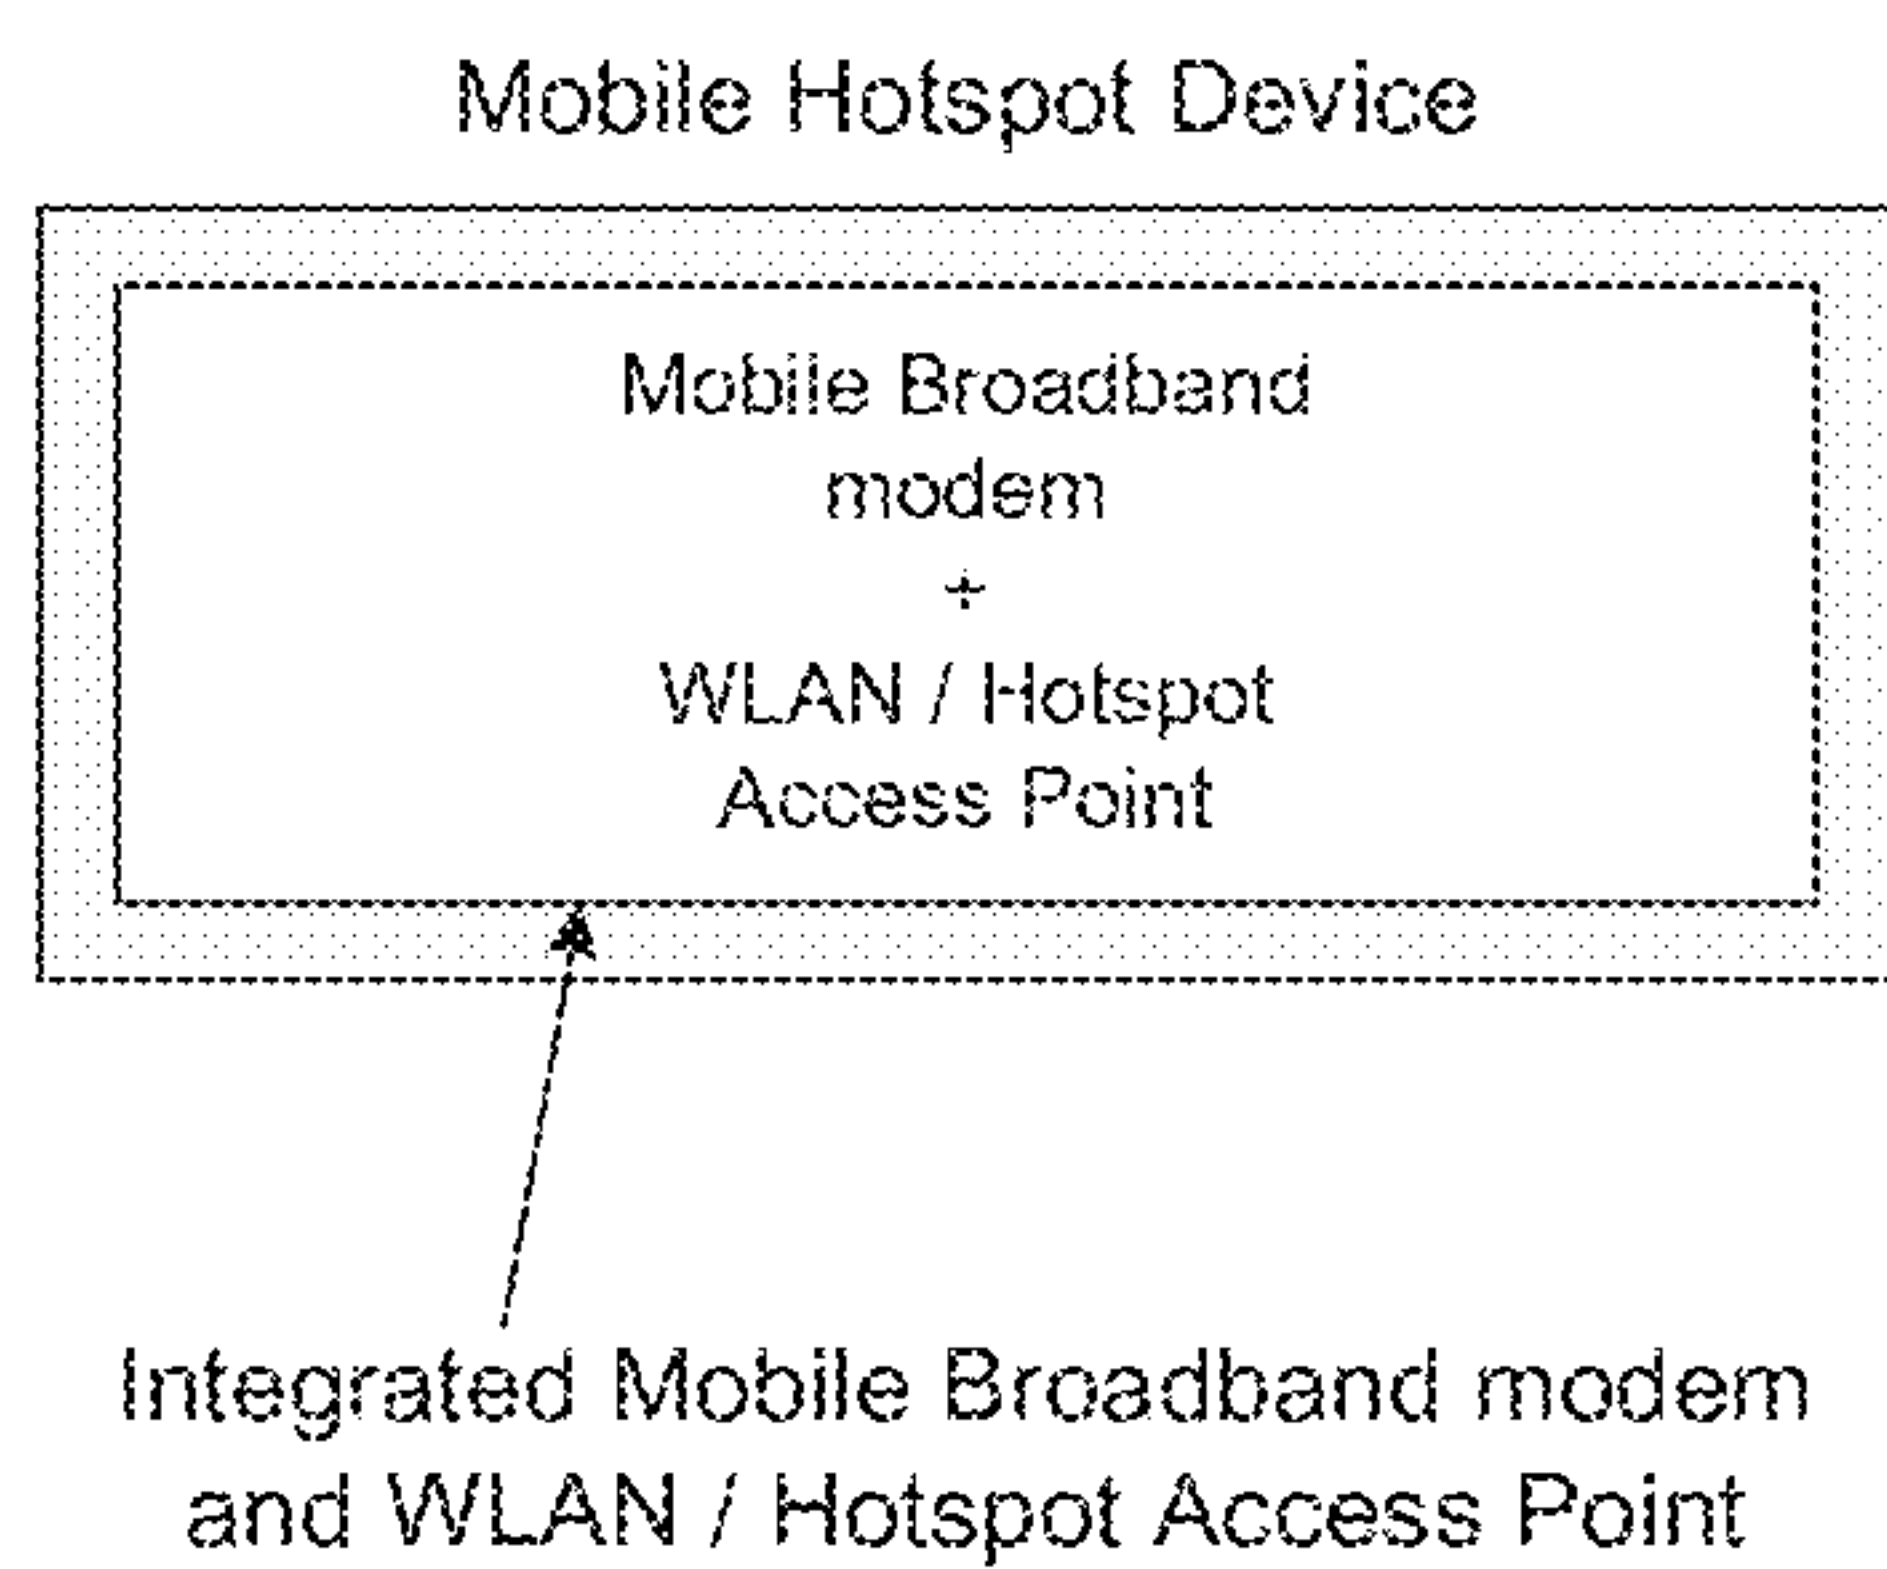 Mobile Hotspot Device
Mobile Broadband
modem
+
WLAN / Hotspot
Access Point
Integrated Mobile Broadband modem
and WLAN / Hotspot Access Point